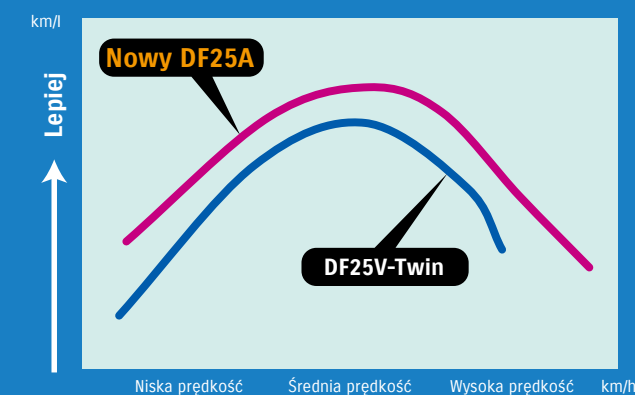 km/l
Lepiej
Nowy DF25A
DF25V-Twin
Niska prędkość Średnia prędkość Wysoka prędkość km/h